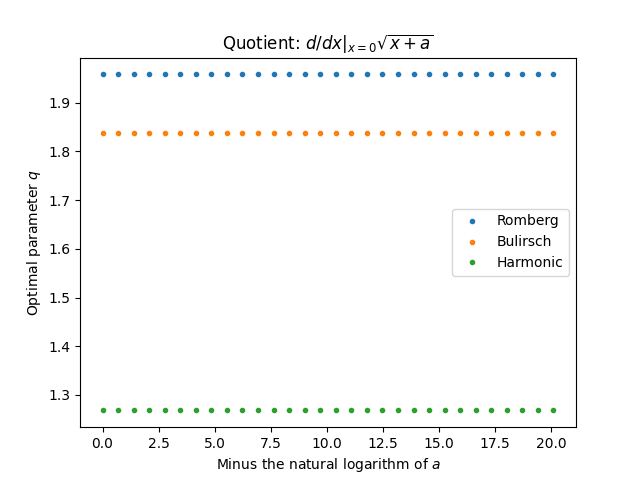 Quotient: d/dx|ₓ₌₀√x + a
1.9
1.8
1.7
1.6
1.5
1.4
1.3
Optimal parameter q
Romberg
Bulirsch
Harmonic
0.0 2.5 5.0 7.5 10.0 12.5 15.0 17.5 20.0
Minus the natural logarithm of a